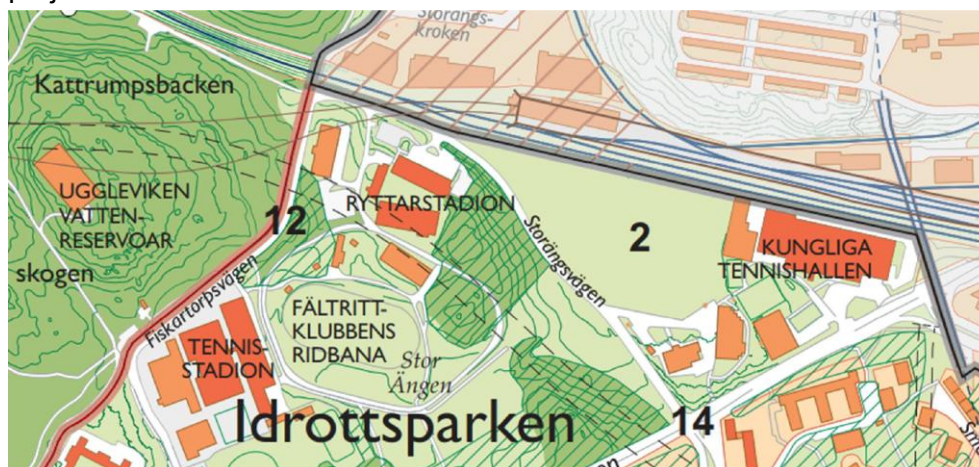 Storängs-
kroken
Kattrumpsbacken
UGGLEVIKEN
VATTEN-
RESERVOAR
skogen
12
RYTTARSTADION
Storängsvägen
2
KUNGLIGA
TENNISHALLEN
Fiskartorpsvägen
FÄLTRITT-
KLUBBENS
RIDBANA
TENNIS-
STADION
Stor
Ängen
Idrottsparken
14